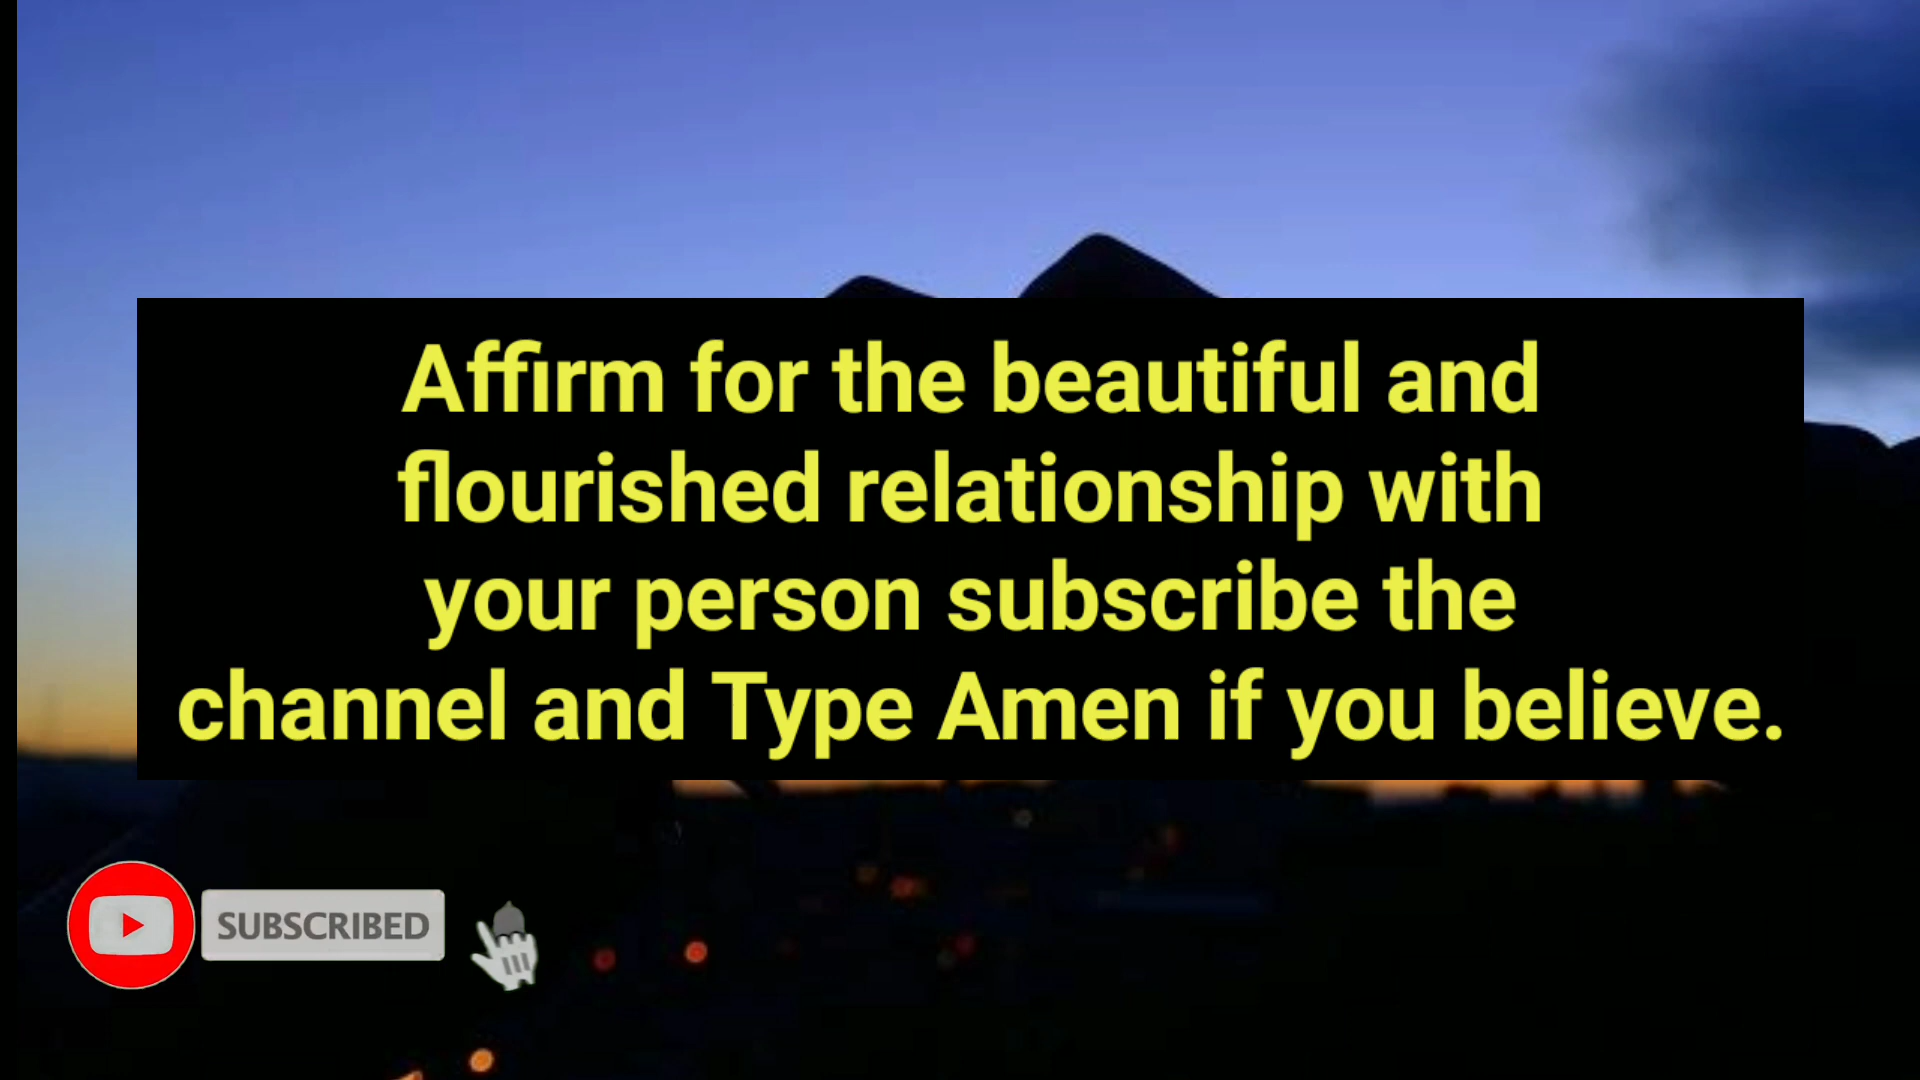 Affirm for the beautiful and
flourished relationship with
your person subscribe the
channel and Type Amen if you believe.
SUBSCRIBED